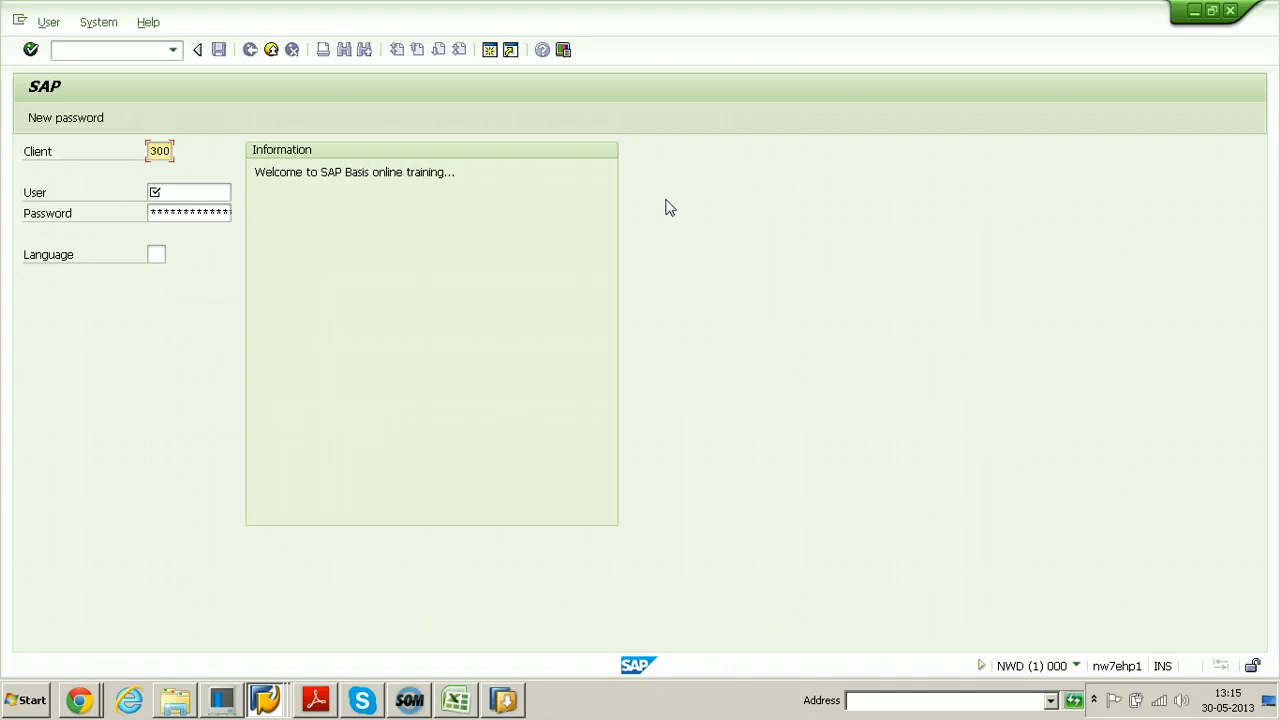 User System Help
SAP
New password
Client 300
Information
Welcome to SAP Basis online training...
User
Password ************
Language
SAP
NWD (1) 000 nw7ehp1 INS
Start
SOM
Address
13:15
30-05-2013